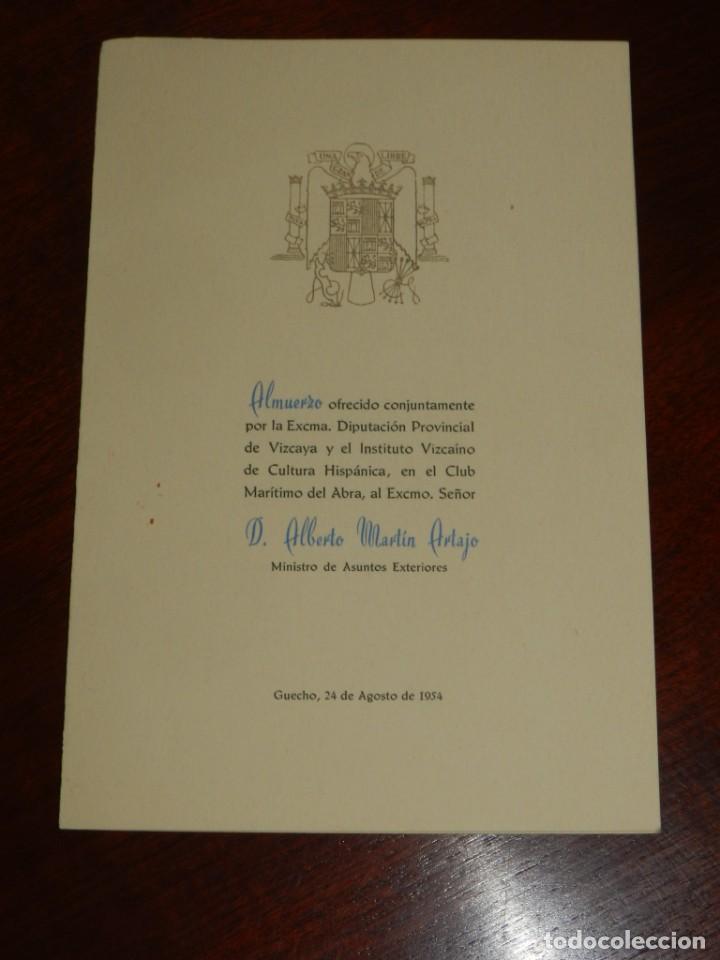 UNA
LIBRE
Almuerzo ofrecido conjuntamente
por la Excma. Diputación Provincial
de Vizcaya y el Instituto Vizcaíno
de Cultura Hispánica, en el Club
Marítimo del Abra, al Excmo. Señor
D. Alberto Martín Artajo
Ministro de Asuntos Exteriores
Guecho, 24 de Agosto de 1954
todocoleccion